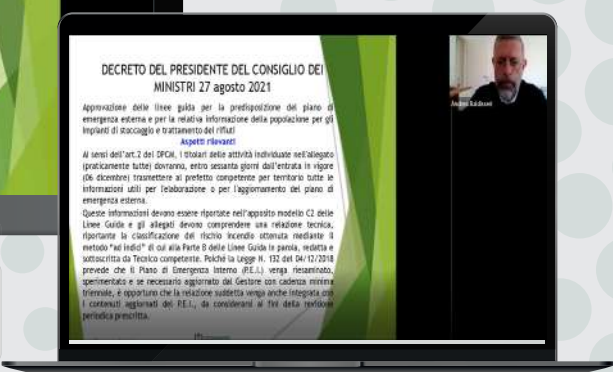 DECRETO DEL PRESIDENTE DEL CONSIGLIO DEI
MINISTRI 27 agosto 2021
Approvazione delle linee guida per la predisposizione del piano di
emergenza esterna e per la relativa informazione della popolazione per gli
impianti di stoccaggio e trattamento dei rifiuti
Aspetti rilevanti
Ai sensi dell'art.2 del DPCM, i titolari delle attività individuate nell'allegato
(praticamente tutte) dovranno, entro sessanta giorni dall'entrata in vigore
(06 dicembre) trasmettere al prefetto competente per territorio tutte le
informazioni utili per l'elaborazione o per l'aggiornamento del piano di
emergenza esterna.
Queste informazioni devono essere riportate nell'apposito modello C2 delle
Linee Guida e gli allegati devono comprendere una relazione tecnica,
riportante la classificazione del rischio incendio ottenuta mediante il
metodo "ad indici" di cui alla Parte B delle Linee Guida in parola, redatta e
sottoscritta da Tecnico competente. Poiché la Legge N. 132 del 04/12/2018
prevede che il Piano di Emergenza Interno (P.E.I.) venga riesaminato,
sperimentato e se necessario aggiornato dal Gestore con cadenza minima
triennale, è opportuno che la relazione suddetta venga anche integrata con
i contenuti aggiornati del P.E.I., da considerarsi ai fini della revisione
periodica prescritta.
Andrea